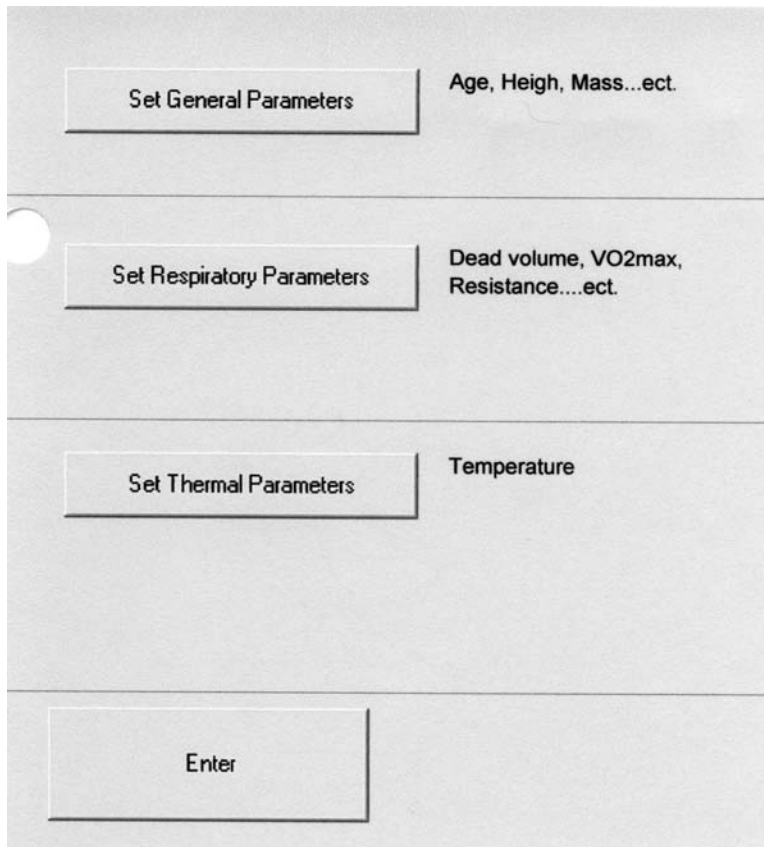 Set General Parameters
Age, Heigh, Mass...ect.
Set Respiratory Parameters
Dead volume, VO2max,
Resistance....ect.
Set Thermal Parameters
Temperature
Enter